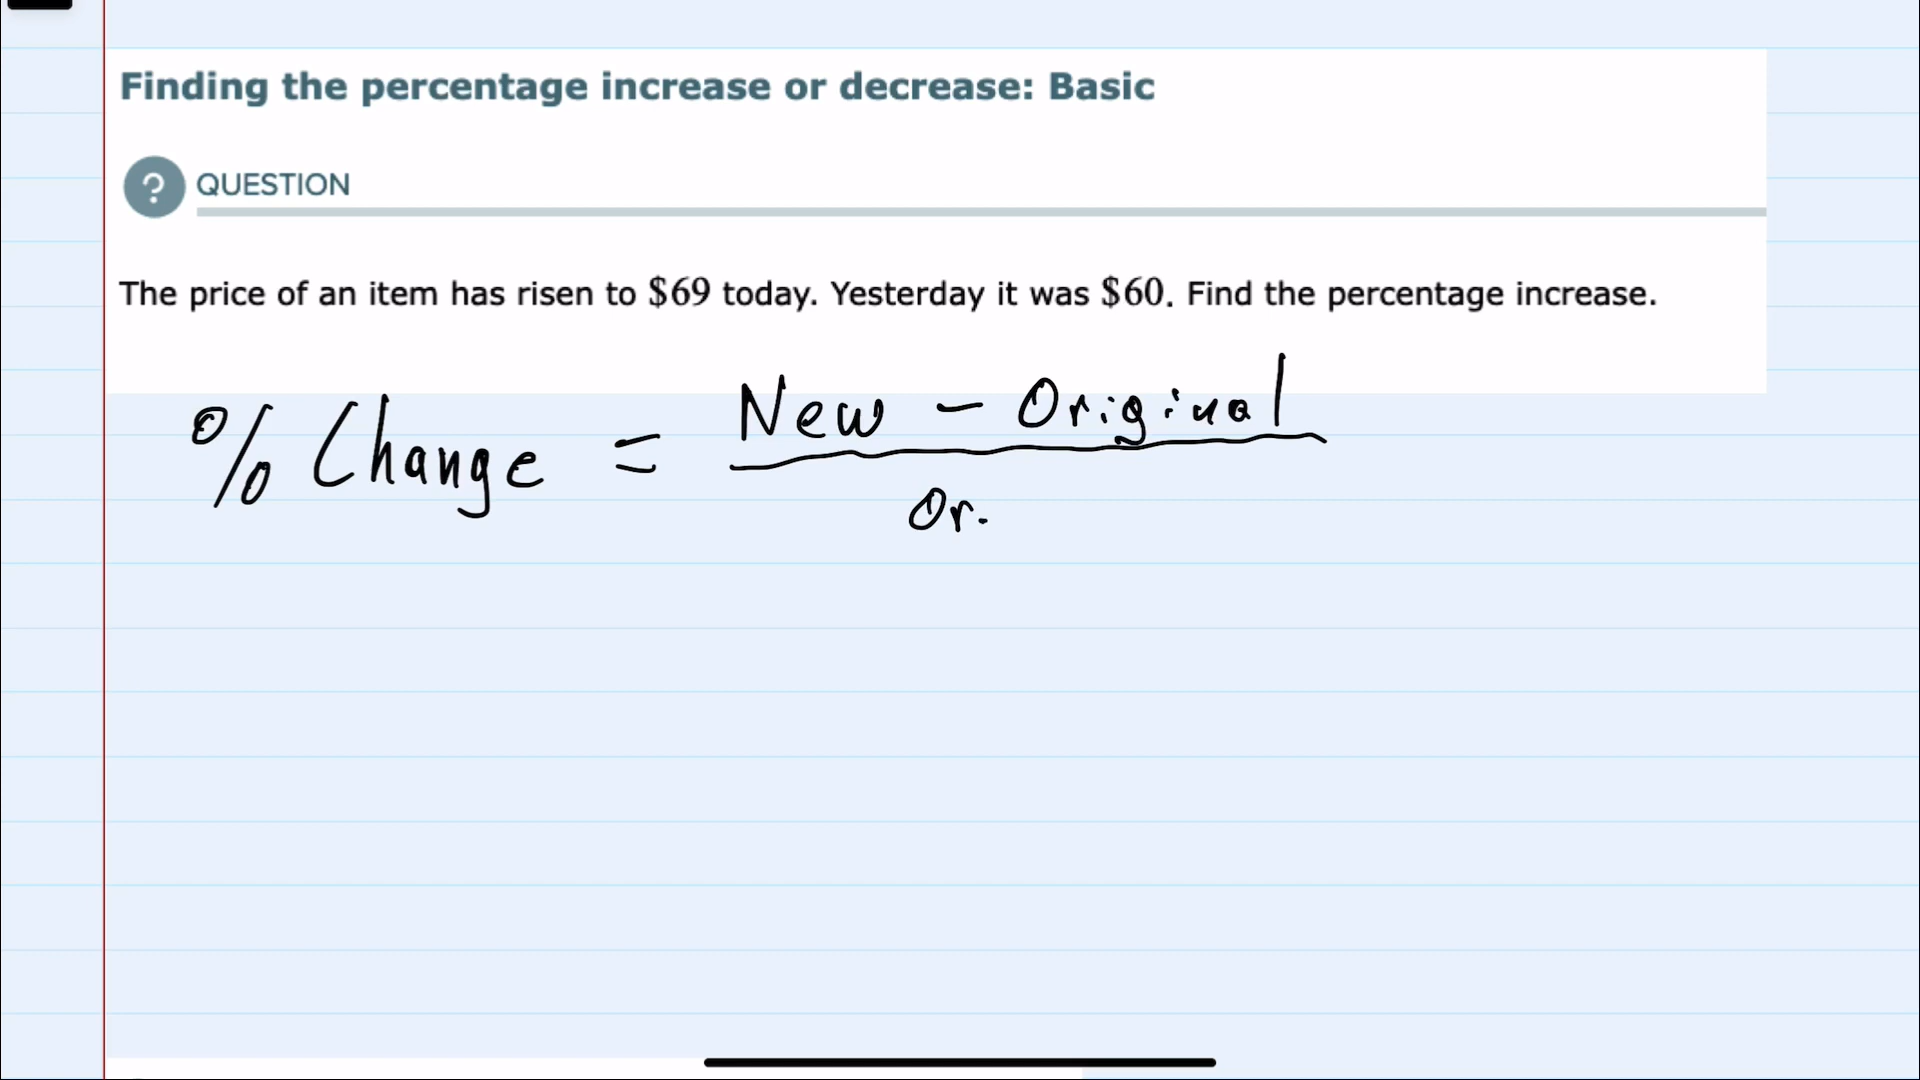 Finding the percentage increase or decrease: Basic
? QUESTION
The price of an item has risen to $69 today. Yesterday it was $60. Find the percentage increase.
% Change = New - Original
Or.